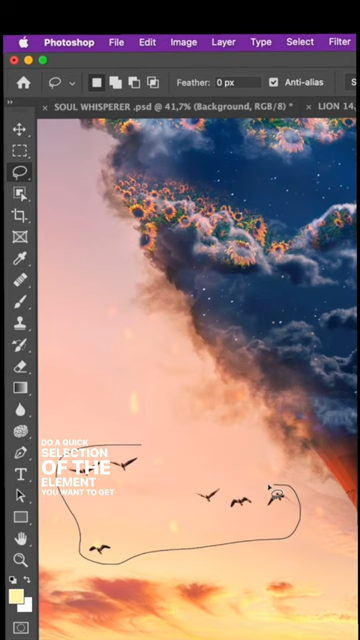 Photoshop File Edit Image Layer Type Select Filter
Feather: 0 px Anti-alias S
SOUL WHISPERER .psd @ 41,7% (Background, RGB/8) * LION 14.
DO A QUICK
SELECTION
OF THE
ELEMENT
YOU WANT TO GET